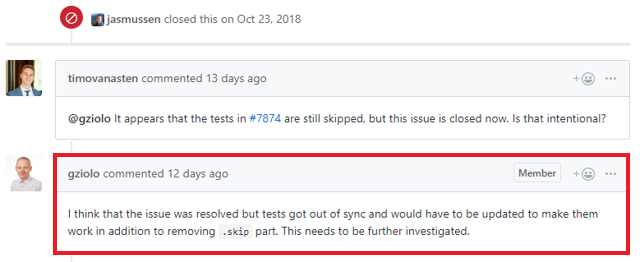 jasmussen closed this on Oct 23, 2018
timovanasten commented 13 days ago
@gziolo It appears that the tests in #7874 are still skipped, but this issue is closed now. Is that intentional?
gziolo commented 12 days ago Member
I think that the issue was resolved but tests got out of sync and would have to be updated to make them
work in addition to removing .skip part. This needs to be further investigated.